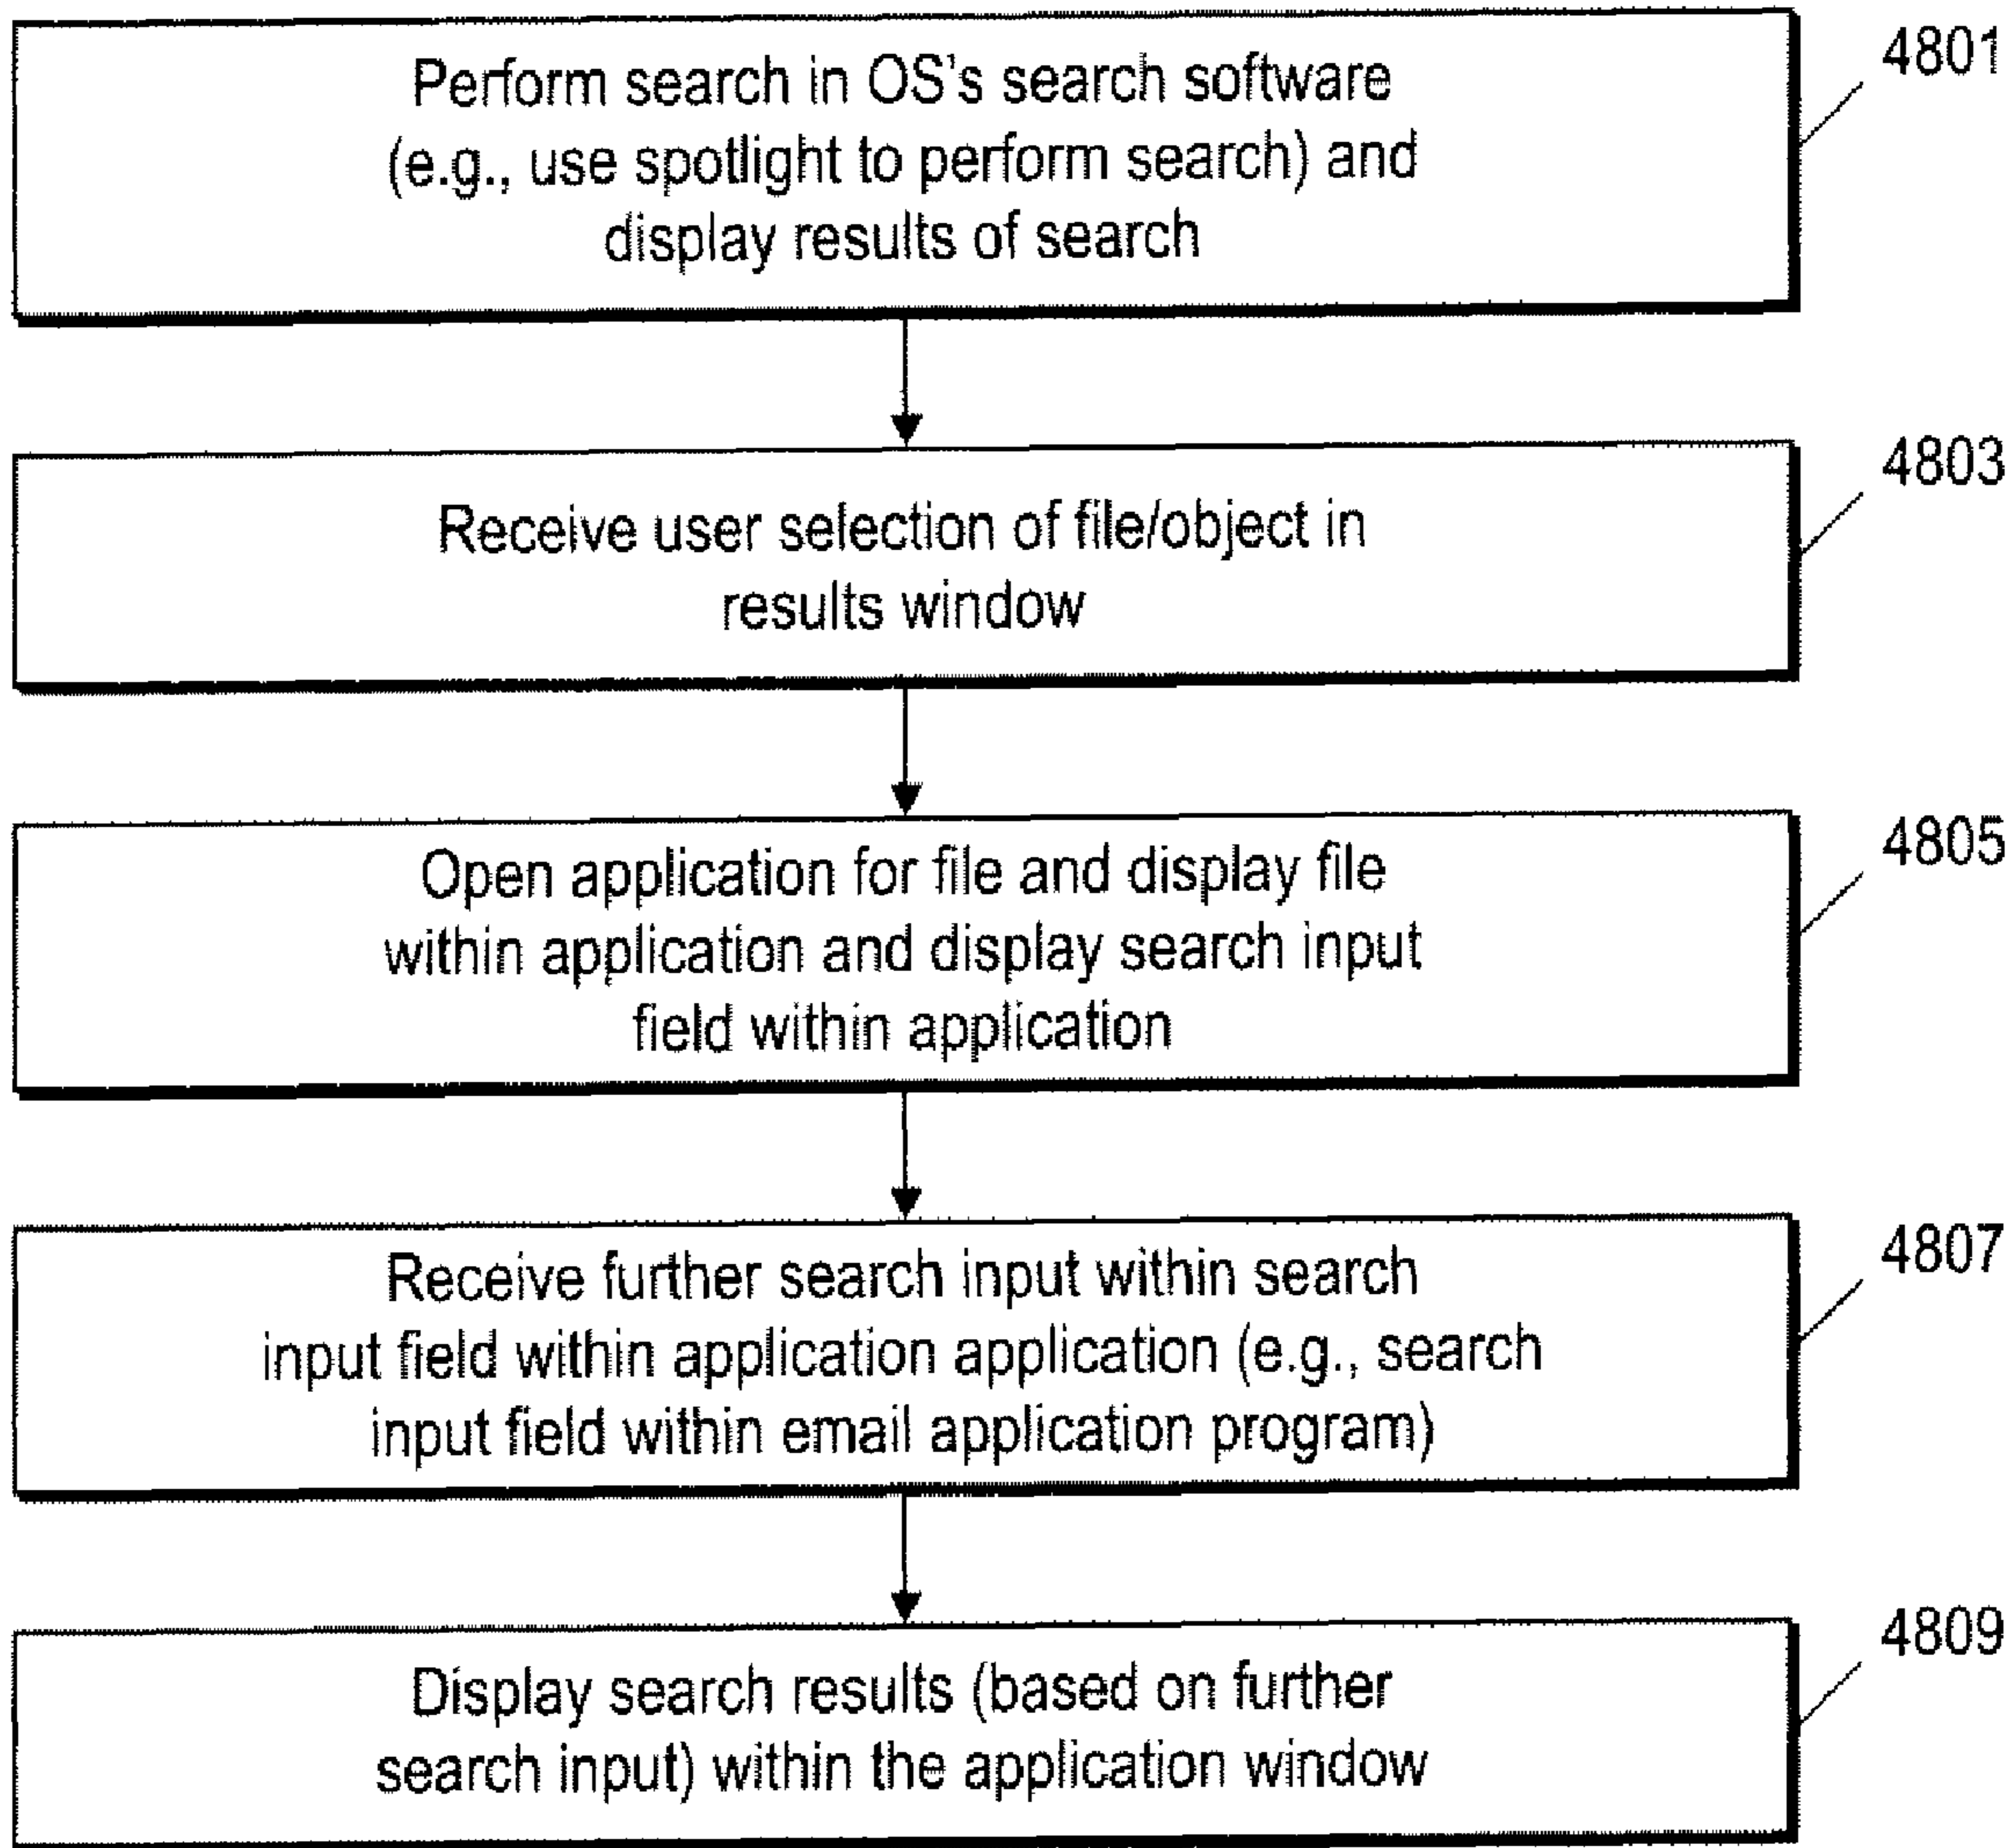 Perform search in OS's search software
(e.g., use spotlight to perform search) and
display results of search
4801
Receive user selection of file/object in
results window
4803
Open application for file and display file
within application and display search input
field within application
4805
Receive further search input within search
input field within application application (e.g., search
input field within email application program)
4807
Display search results (based on further
search input) within the application window
4809